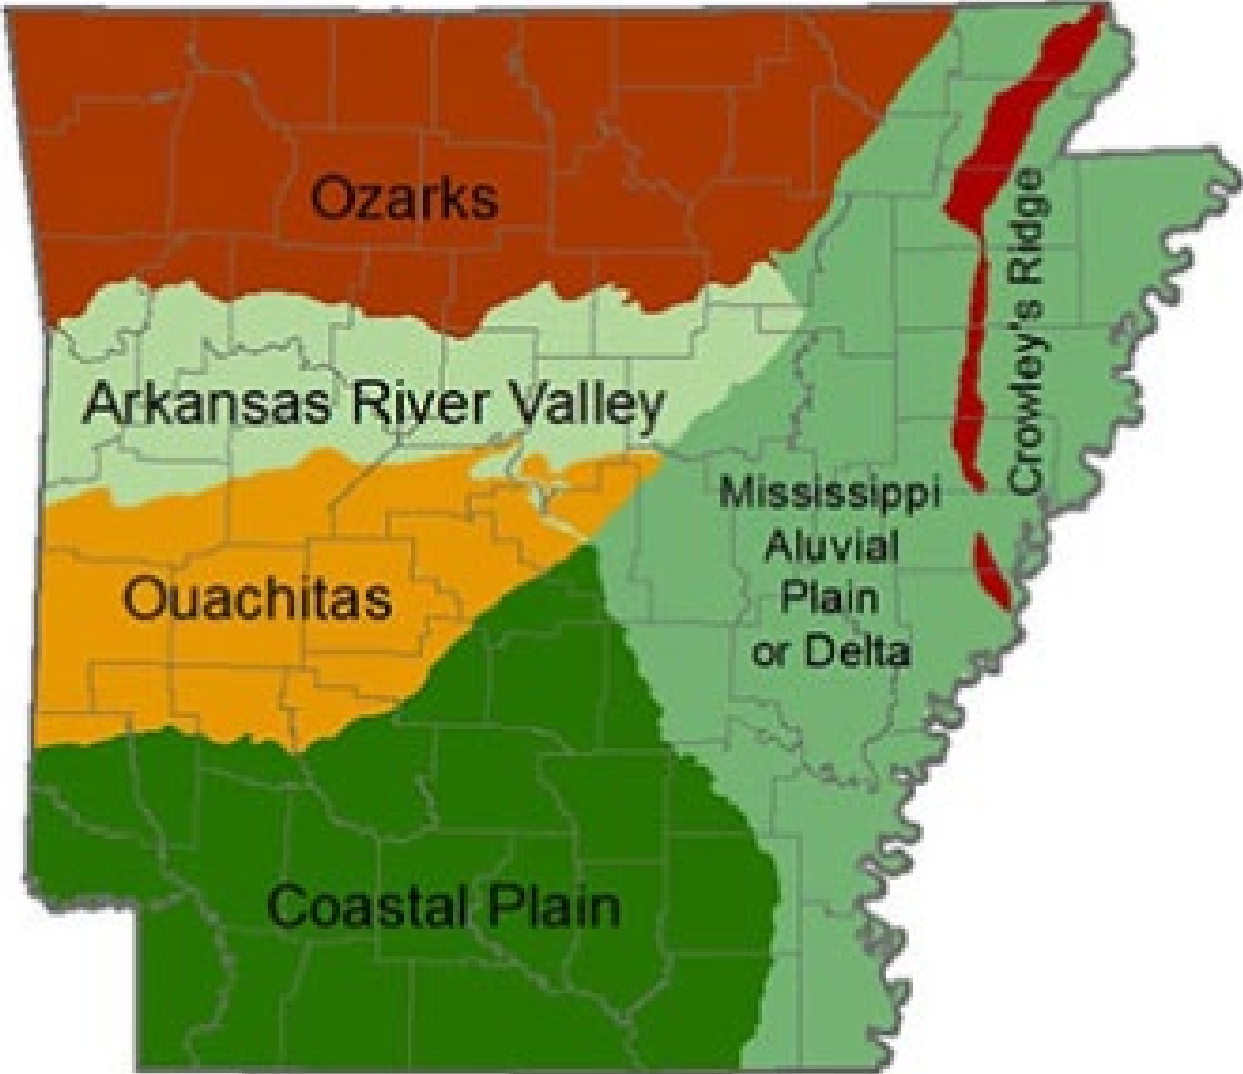 Ozarks
Crowley's Ridge
Arkansas River Valley
Mississippi
Aluvial
Plain
or Delta
Ouachitas
Coastal Plain